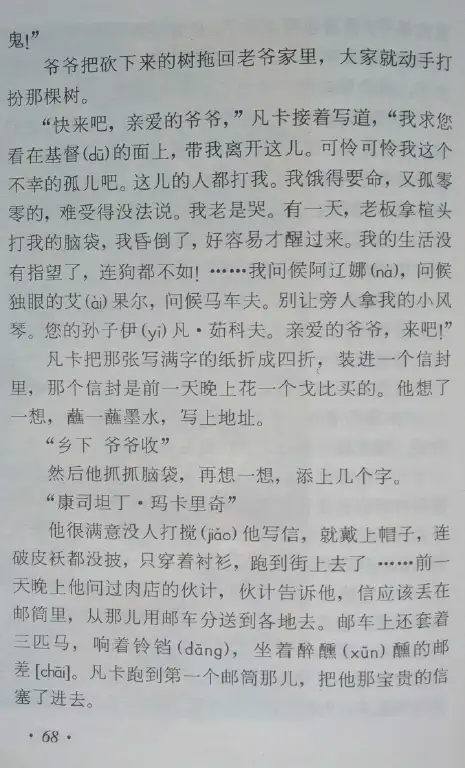 鬼！”
爷爷把砍下来的树拖回老爷家里，大家就动手打
扮那棵树。
“快来吧，亲爱的爷爷，”凡卡接着写道，“我求您
看在基督(dū)的面上，带我离开这儿。可怜可怜我这个
不幸的孤儿吧。这儿的人都打我。我饿得要命，又孤零
零的，难受得没法说。我老是哭。有一天，老板拿楦头
打我的脑袋，我昏倒了，好容易才醒过来。我的生活没
有指望了，连狗都不如！……我问候阿辽娜(nà)，问候
独眼的艾(ài)果尔，问候马车夫。别让旁人拿我的小风
琴。您的孙子伊(yī)凡·茹科夫。亲爱的爷爷，来吧！”
凡卡把那张写满字的纸折成四折，装进一个信封
里，那个信封是前一天晚上花一个戈比买的。他想了
一想，蘸一蘸墨水，写上地址。
“乡下 爷爷收”
然后他抓抓脑袋，再想一想，添上几个字。
“康司坦丁·玛卡里奇”
他很满意没人打搅(jiǎo)他写信，就戴上帽子，连
破皮袄都没披，只穿着衬衫，跑到街上去了……前一
天晚上他问过肉店的伙计，伙计告诉他，信应该丢在
邮筒里，从那儿用邮车分送到各地去。邮车上还套着
三匹马，响着铃铛(dāng)，坐着醉醺(xūn)醺的邮
差[chāi]。凡卡跑到第一个邮筒那儿，把他那宝贵的信
塞了进去。
·68·